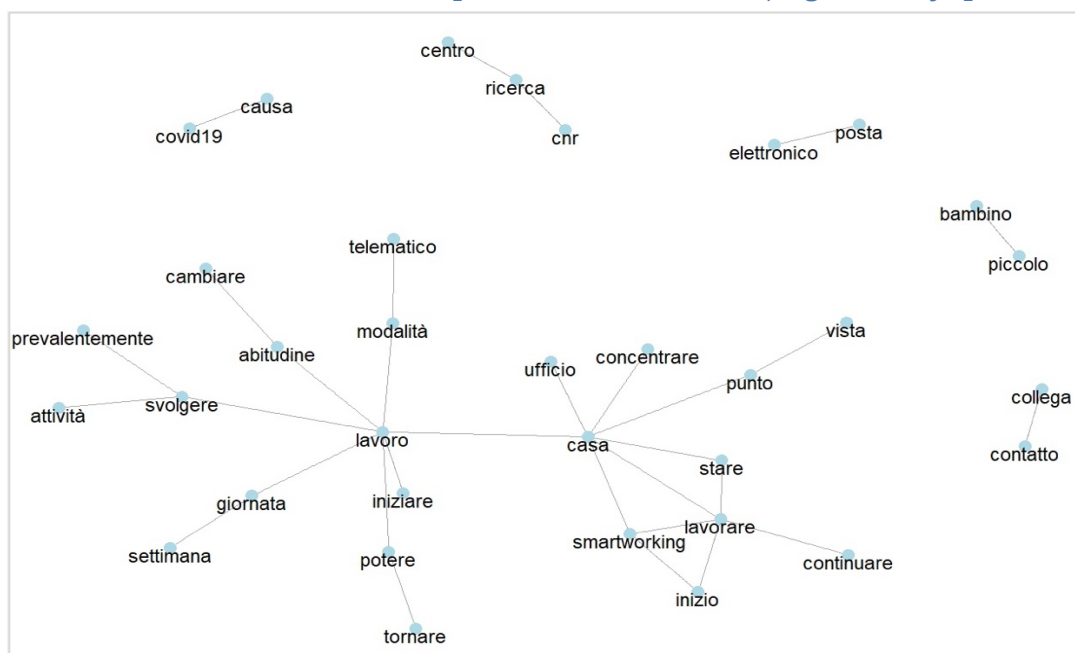 centro
ricerca
causa
covid19
cnr
posta
elettronico
bambino
piccolo
telematico
cambiare
modalità
vista
prevalentemente
abitudine
ufficio
concentrare
punto
collega
attività
svolgere
lavoro
casa
contatto
stare
giornata
iniziare
lavorare
smartworking
settimana
potere
continuare
inizio
tornare